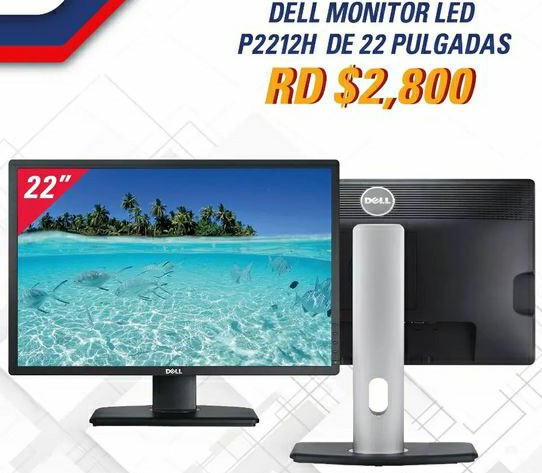 DELL MONITOR LED
P2212H DE 22 PULGADAS
RD $2,800
22”
DELL
DELL